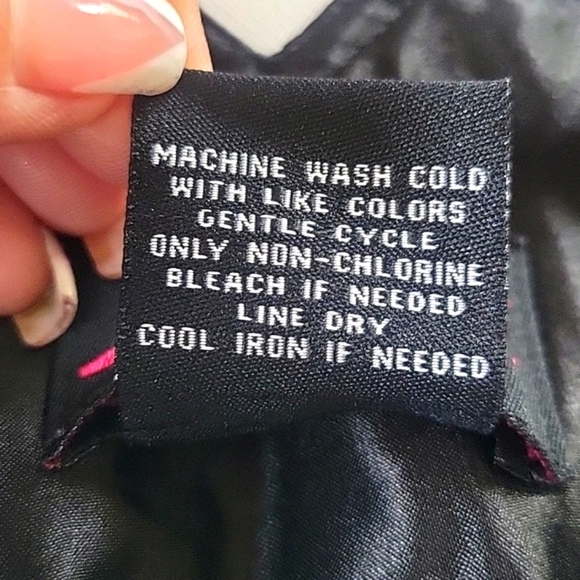 MACHINE WASH COLD
WITH LIKE COLORS
GENTLE CYCLE
ONLY NON-CHLORINE
BLEACH IF NEEDED
LINE DRY
COOL IRON IF NEEDED